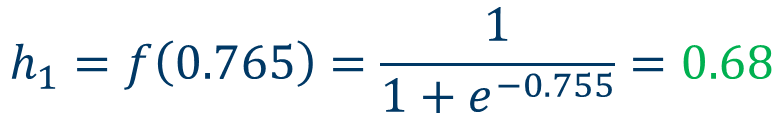 h₁ = f(0.765) = 1 / (1 + e^−0.755) = 0.68